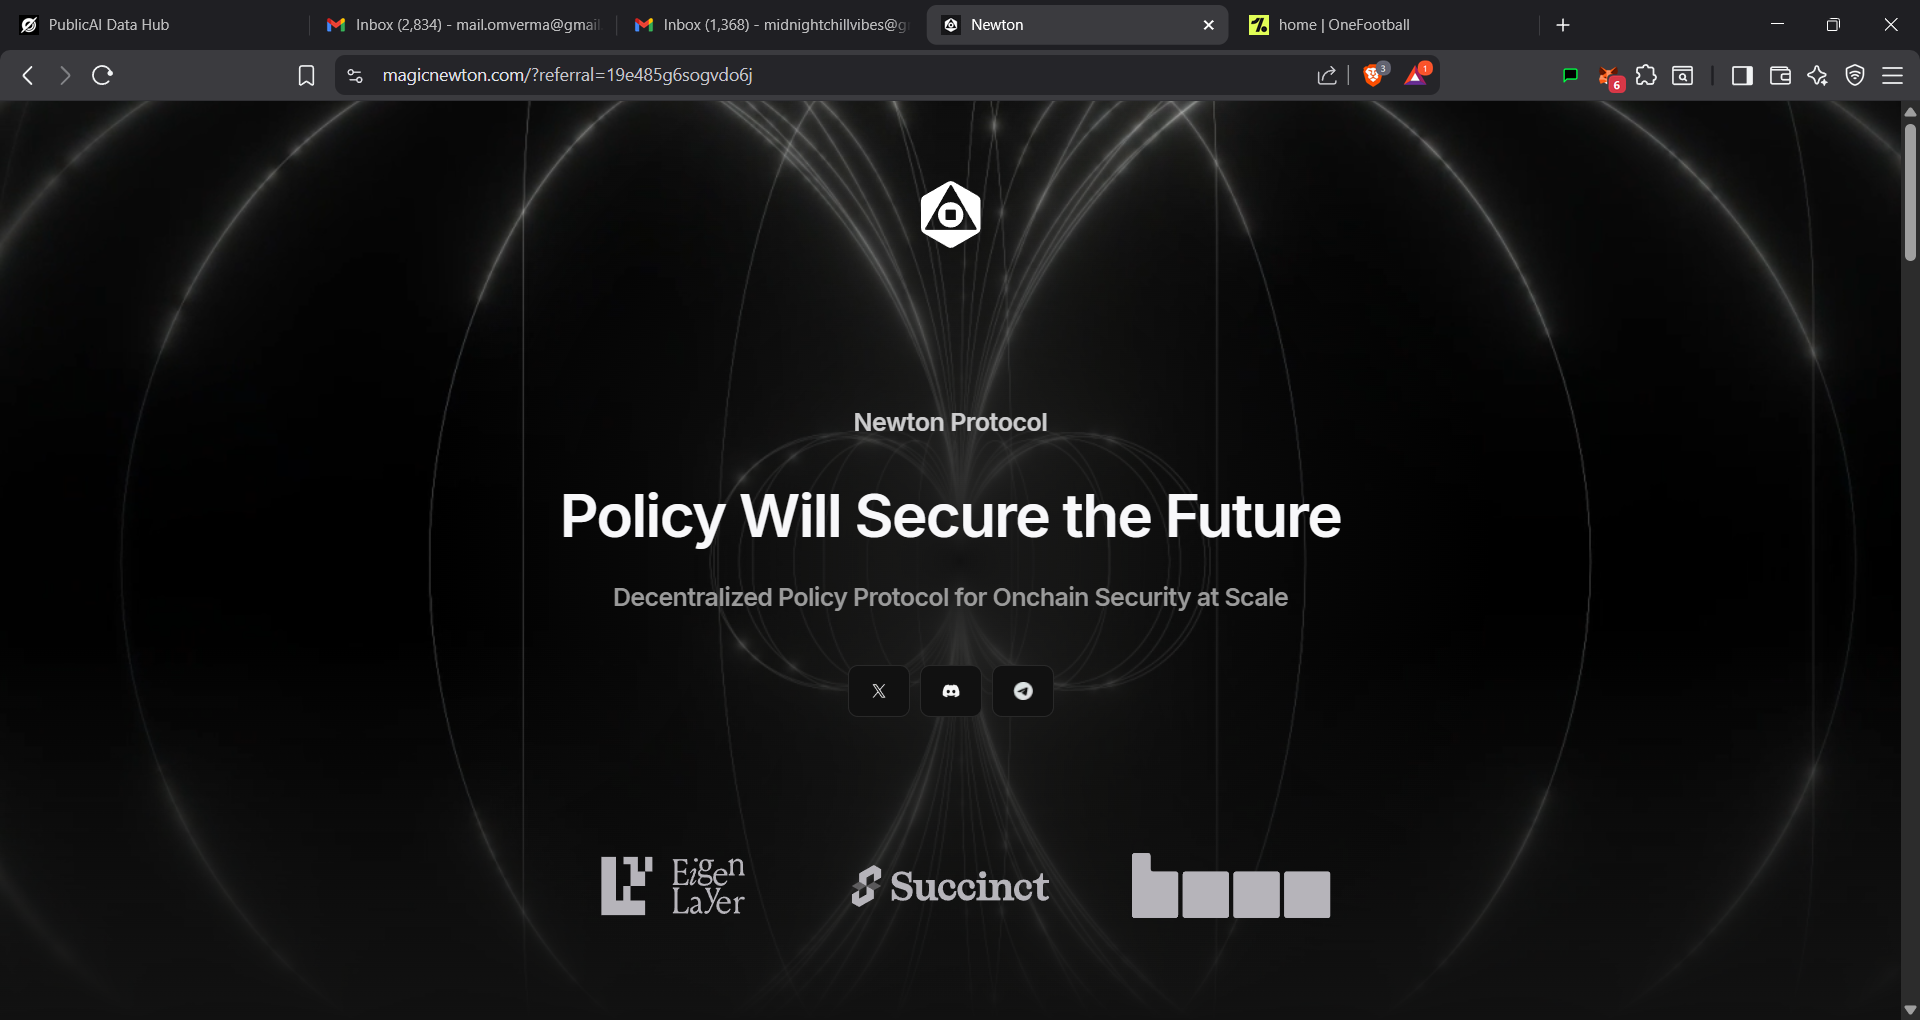 PublicAI Data Hub
Inbox (2,834) - mail.omverma@gmail
Inbox (1,368) - midnightchillvibes@g
Newton
home | OneFootball
magicnewton.com/?referral=19e485g6sogvdo6j
3
1
6
Newton Protocol
Policy Will Secure the Future
Decentralized Policy Protocol for Onchain Security at Scale
Eigen
Layer
Succinct